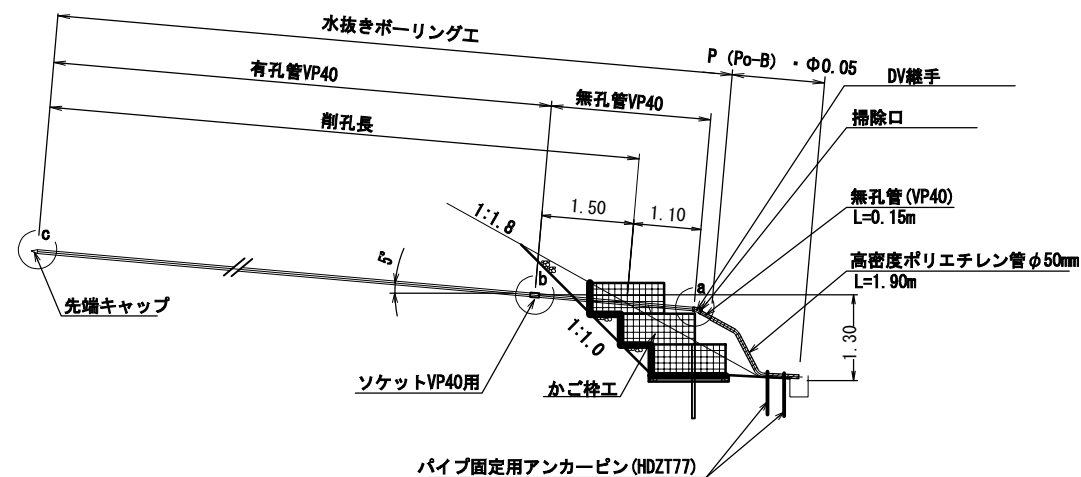 水抜きボーリング工
P (Po-B) ・Φ0.05
有孔管VP40
無孔管VP40
DV継手
削孔長
掃除口
1.50
1.10
無孔管(VP40)
L=0.15m
1:1.8
c
5°
高密度ポリエチレン管φ50mm
L=1.90m
b
a
先端キャップ
1:1.0
1.30
ソケットVP40用
かご枠工
パイプ固定用アンカーピン(HDZT77)